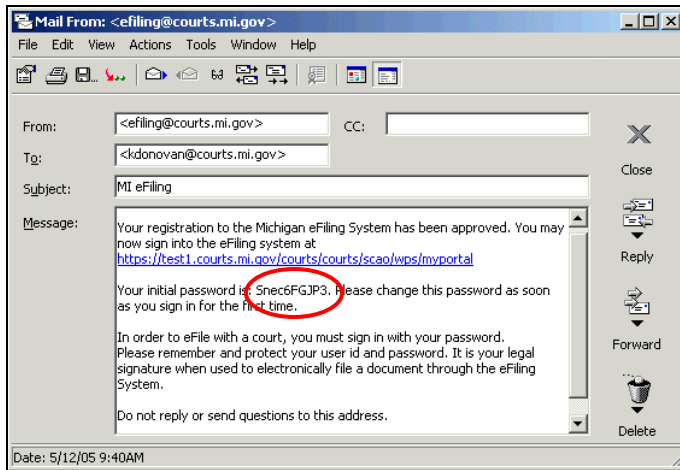 Mail From: <efiling@courts.mi.gov>
File Edit View Actions Tools Window Help
From: <efiling@courts.mi.gov> CC:
To: <kdonovan@courts.mi.gov>
Close
Subject: MI eFiling
Message:
Your registration to the Michigan eFiling System has been approved. You may
now sign into the eFiling system at
https://test1.courts.mi.gov/courts/courts/scao/wps/myportal
Reply
Your initial password is: Snec6FGJP3. Please change this password as soon
as you sign in for the first time.
In order to eFile with a court, you must sign in with your password.
Please remember and protect your user id and password. It is your legal
signature when used to electronically file a document through the eFiling
System.
Forward
Do not reply or send questions to this address.
Delete
Date: 5/12/05 9:40AM